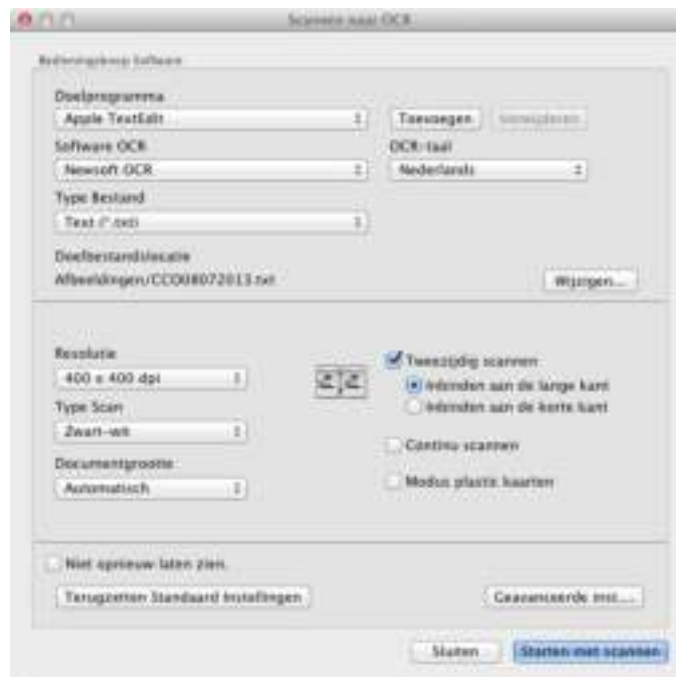 Scannen naar OCR
Bedieningsknop Software
Doelprogramma
Apple TextEdit
Toevoegen
Verwijderen
Software OCR
OCR-taal
Newsoft OCR
Nederlands
Type Bestand
Text (*.txt)
Doelbestandslocatie
Afbeeldingen/CCO08072013.txt
Wijzigen...
Resolutie
Tweezijdig scannen
400 x 400 dpi
Inbinden aan de lange kant
Type Scan
Inbinden aan de korte kant
Zwart-wit
Continu scannen
Documentgrootte
Modus plastic kaarten
Automatisch
Niet opnieuw laten zien.
Terugzetten Standaard Instellingen
Geavanceerde inst....
Sluiten
Starten met scannen